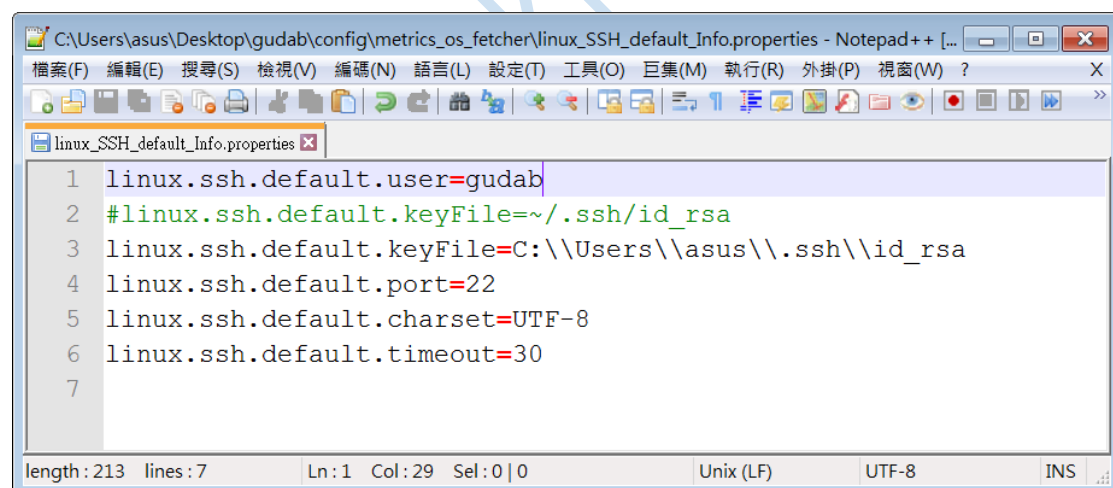 C:\Users\asus\Desktop\gudab\config\metrics_os_fetcher\linux_SSH_default_Info.properties - Notepad++ [...
檔案(F) 編輯(E) 搜尋(S) 檢視(V) 編碼(N) 語言(L) 設定(T) 工具(O) 巨集(M) 執行(R) 外掛(P) 視窗(W) ? X
linux_SSH_default_Info.properties
1 linux.ssh.default.user=gudab
2 #linux.ssh.default.keyFile=~/.ssh/id_rsa
3 linux.ssh.default.keyFile=C:\\Users\\asus\\.ssh\\id_rsa
4 linux.ssh.default.port=22
5 linux.ssh.default.charset=UTF-8
6 linux.ssh.default.timeout=30
7
length : 213 lines : 7 Ln : 1 Col : 29 Sel : 0 | 0 Unix (LF) UTF-8 INS